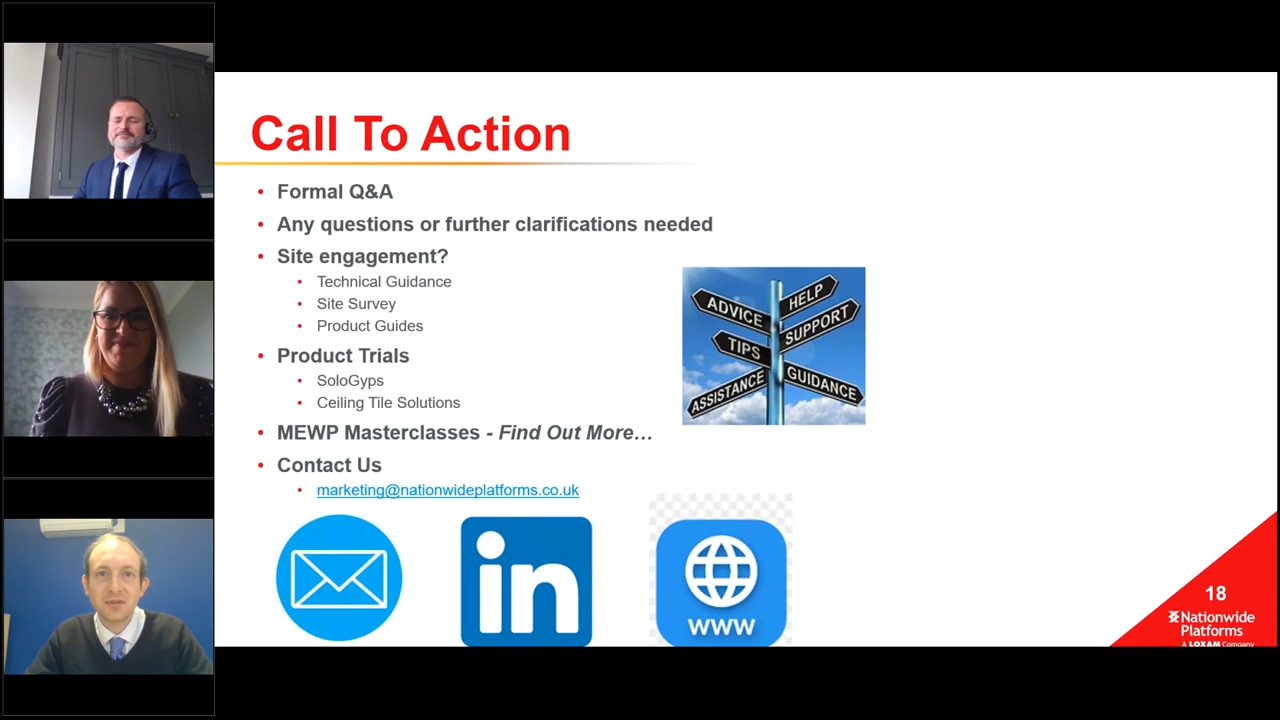 Call To Action
• Formal Q&A
• Any questions or further clarifications needed
• Site engagement?
• Technical Guidance
• Site Survey
• Product Guides
• Product Trials
• SoloGyps
• Ceiling Tile Solutions
• MEWP Masterclasses - Find Out More…
• Contact Us
• marketing@nationwideplatforms.co.uk
ADVICE
HELP
SUPPORT
TIPS
ASSISTANCE
GUIDANCE
in
www
18
Nationwide
Platforms
A LOXAM Company